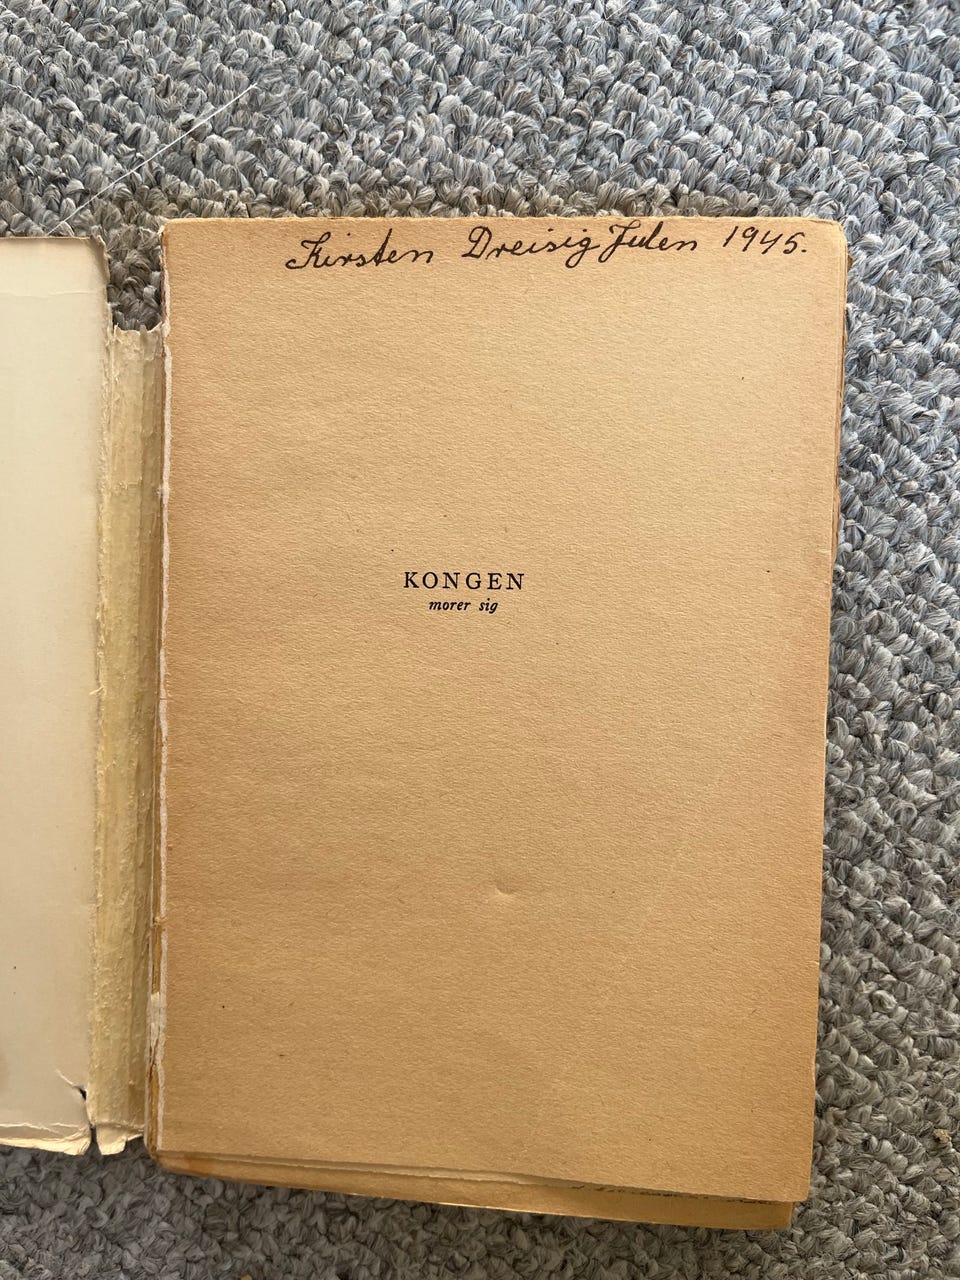 Kirsten Dreisig Julen 1945.
KONGEN
morer sig